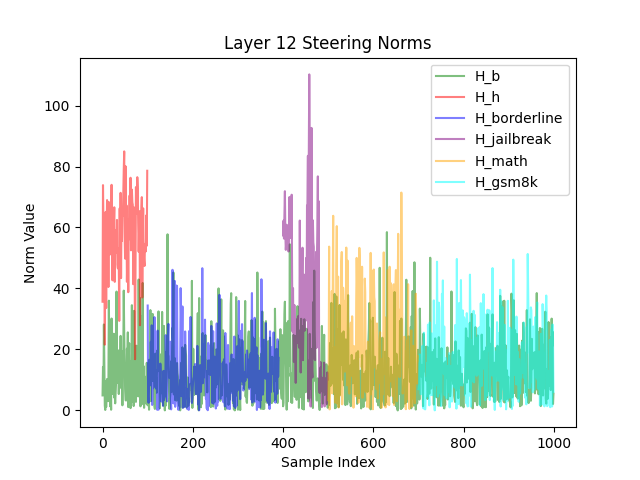 Layer 12 Steering Norms
H_b
H_h
H_borderline
H_jailbreak
H_math
H_gsm8k
Norm Value
100
80
60
40
20
0
0 200 400 600 800 1000
Sample Index